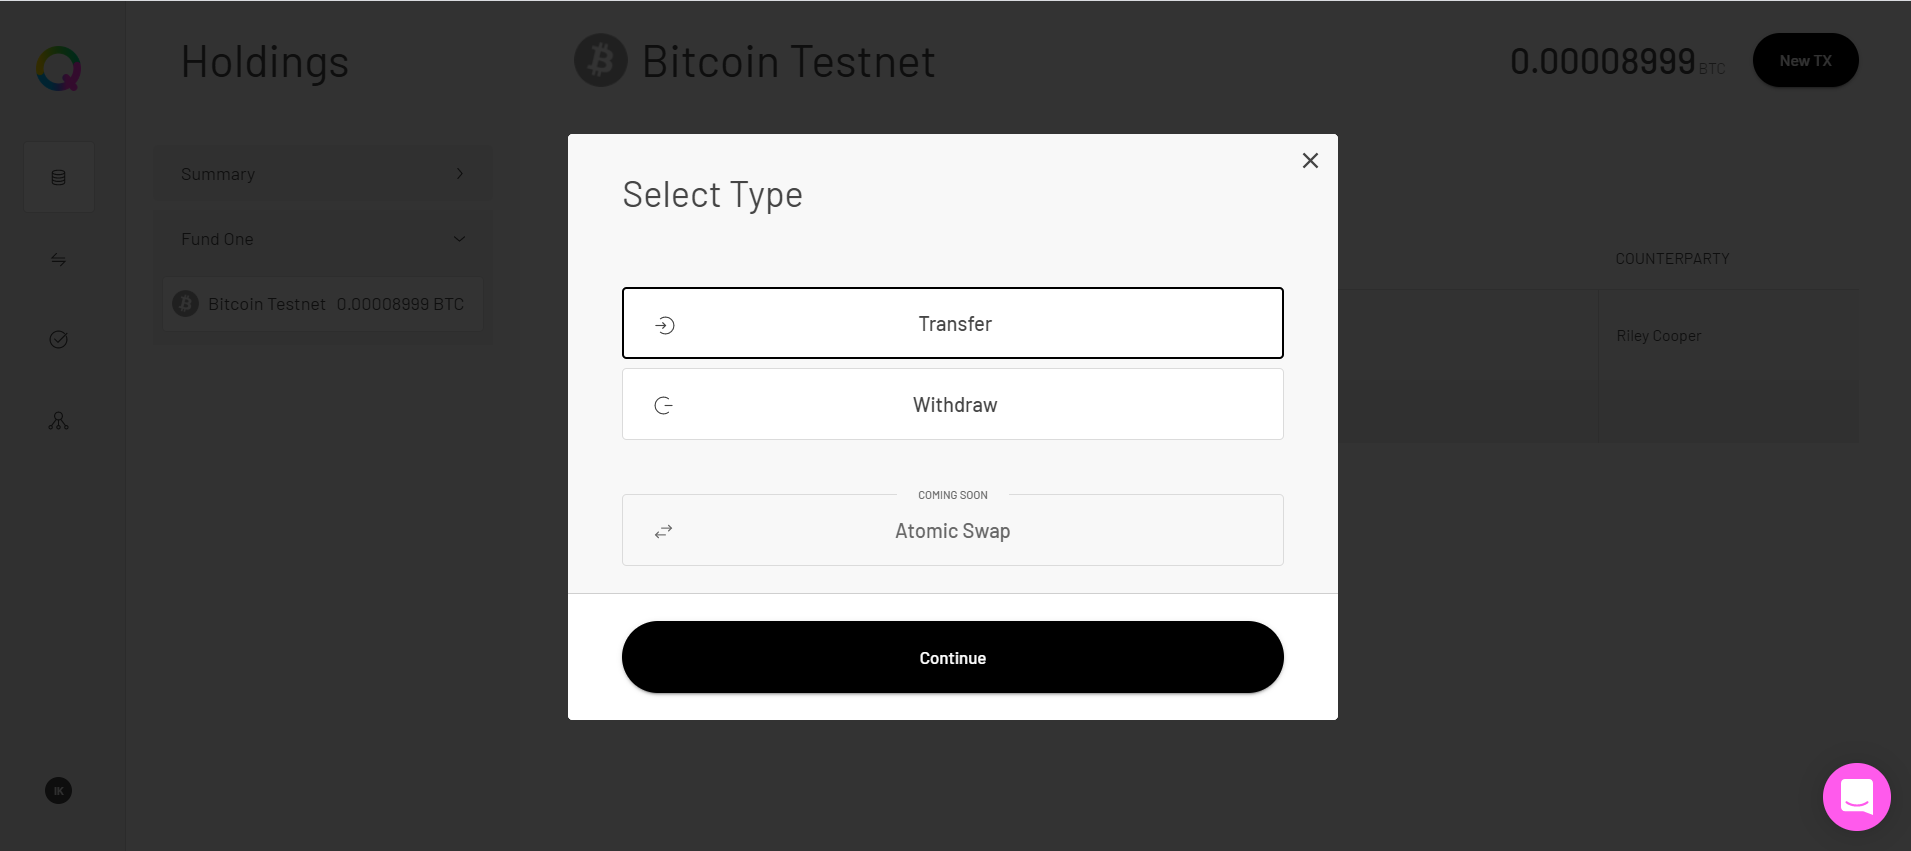 Holdings
Bitcoin Testnet
0.00008999 BTC
New TX
Summary
Fund One
Bitcoin Testnet 0.00008999 BTC
COUNTERPARTY
Riley Cooper
Select Type
Transfer
Withdraw
COMING SOON
Atomic Swap
Continue
IK